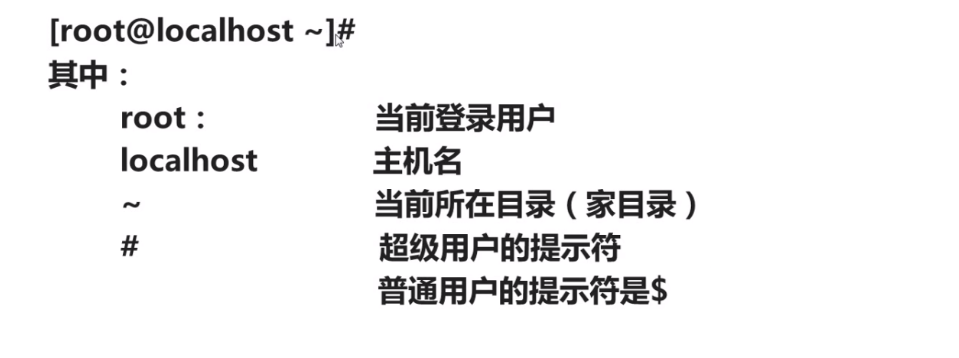 [root@localhost ~]#
其中：
root： 当前登录用户
localhost 主机名
~ 当前所在目录（家目录）
# 超级用户的提示符
普通用户的提示符是$